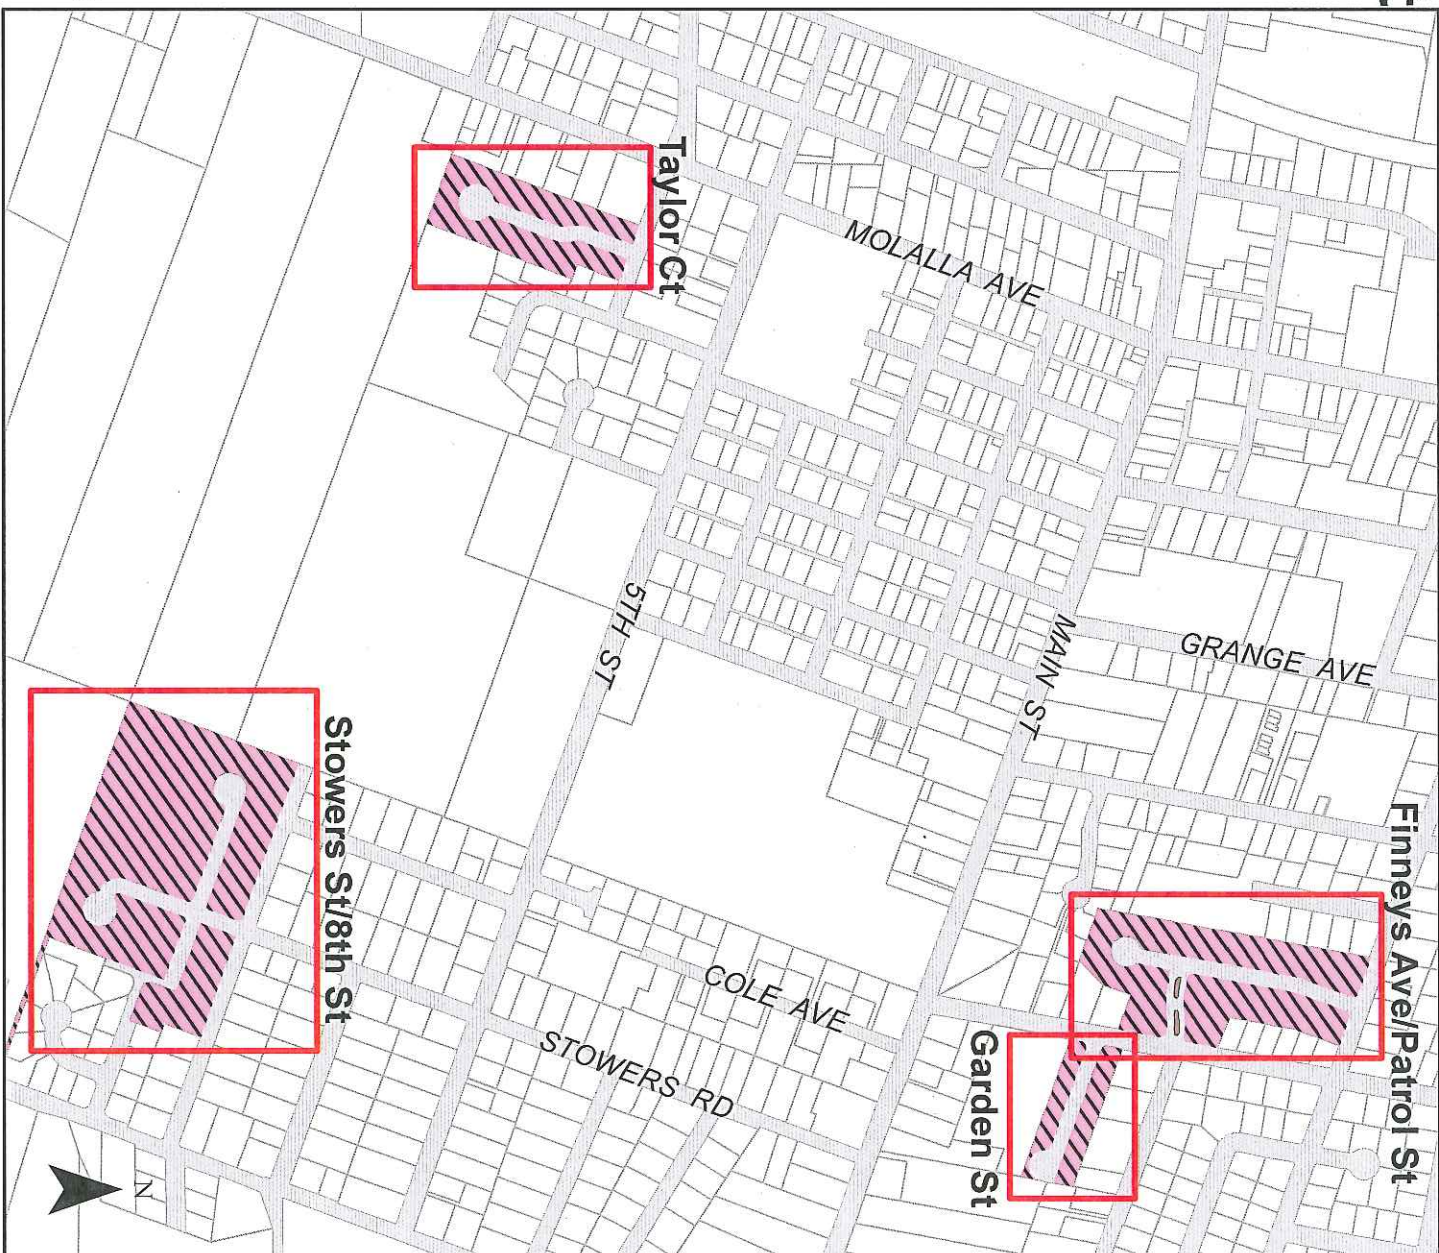 Finneys Ave/Patrol St
GRANGE AVE
MAIN ST
Garden St
MOLALLA AVE
Taylor Ct
5TH ST
COLE AVE
STOWERS RD
Stowers St/8th St
N